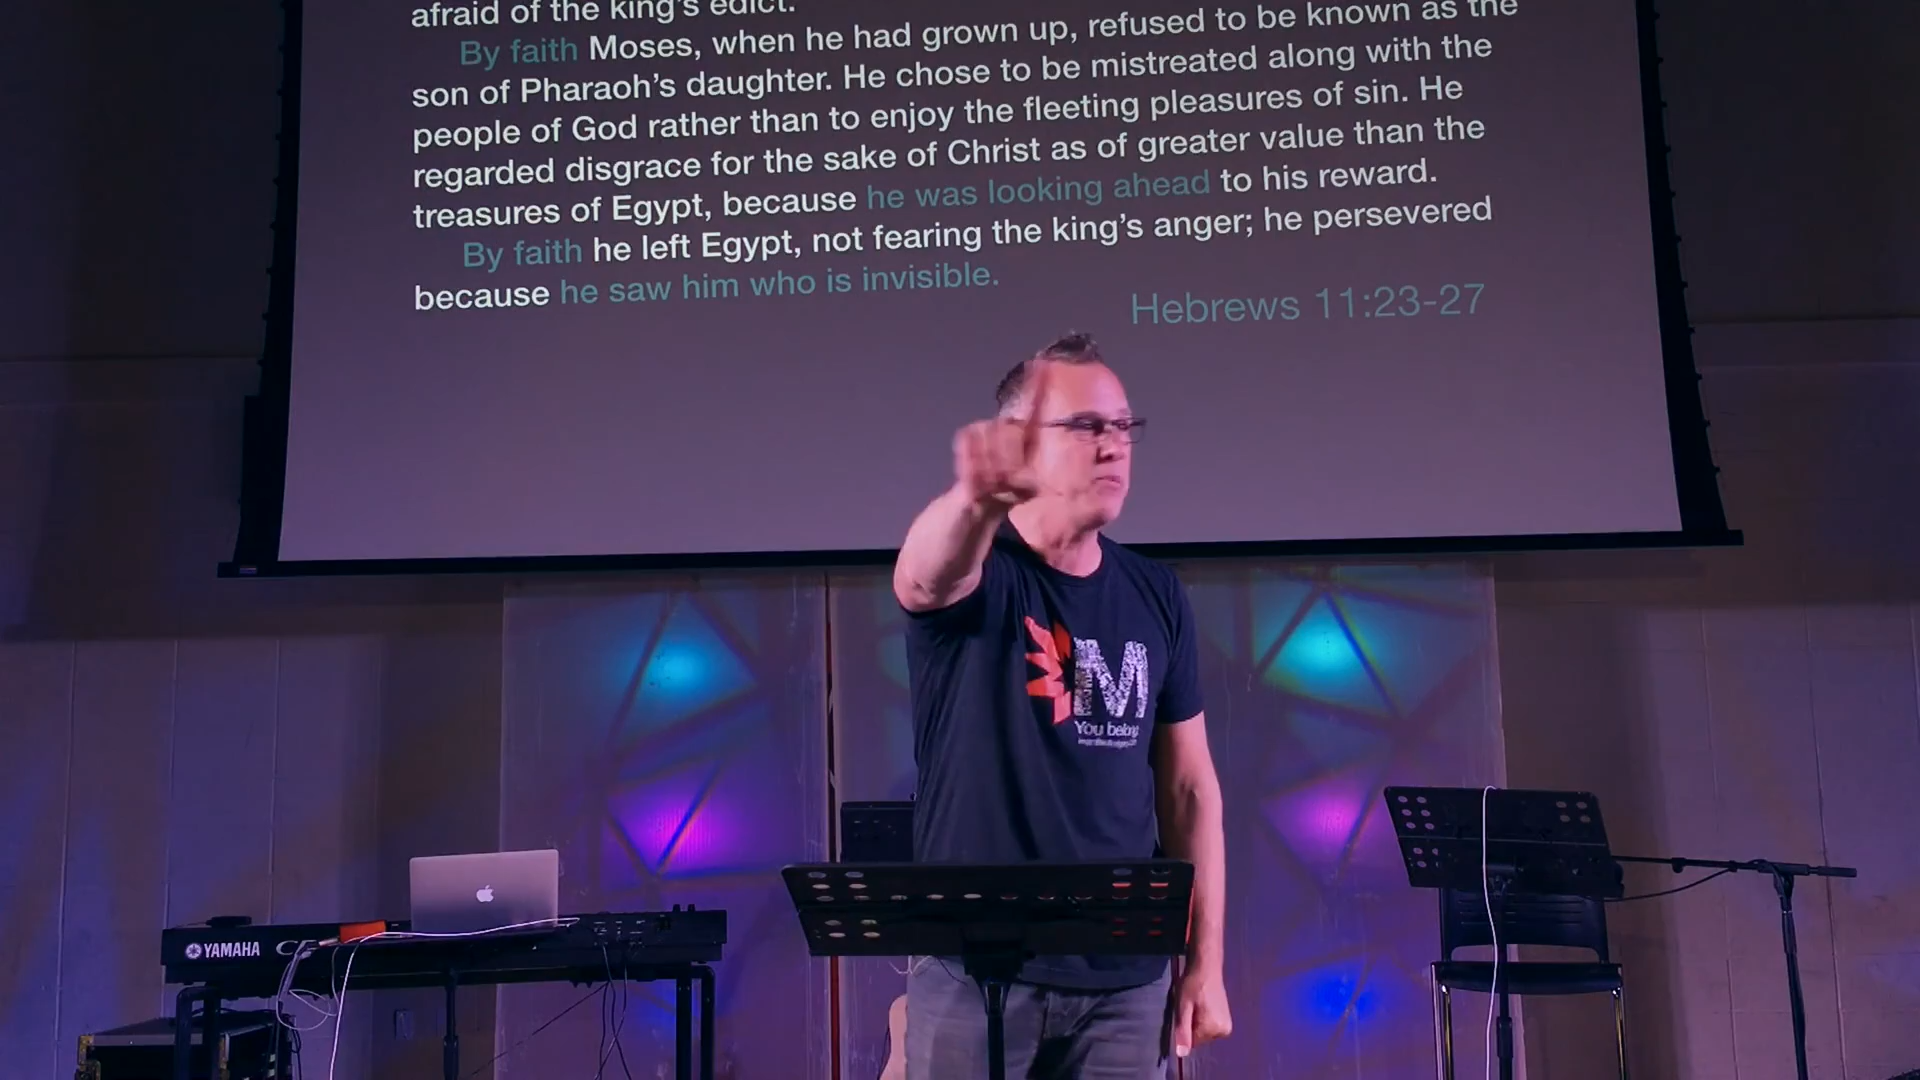 afraid of the king's edict.
By faith Moses, when he had grown up, refused to be known as the
son of Pharaoh's daughter. He chose to be mistreated along with the
people of God rather than to enjoy the fleeting pleasures of sin. He
regarded disgrace for the sake of Christ as of greater value than the
treasures of Egypt, because he was looking ahead to his reward.
By faith he left Egypt, not fearing the king's anger; he persevered
because he saw him who is invisible.
Hebrews 11:23-27
M
You belong
YAMAHA